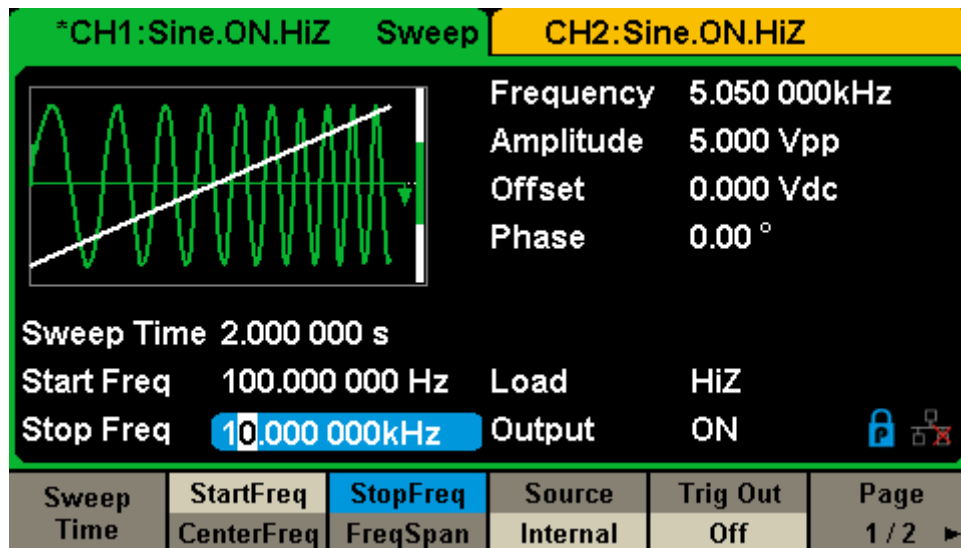 *CH1:Sine.ON.HiZ Sweep CH2:Sine.ON.HiZ
Frequency 5.050 000kHz
Amplitude 5.000 Vpp
Offset 0.000 Vdc
Phase 0.00 °
Sweep Time 2.000 000 s
Start Freq 100.000 000 Hz Load HiZ
Stop Freq 10.000 000kHz Output ON P
Sweep Time StartFreq CenterFreq StopFreq FreqSpan Source Internal Trig Out Off Page 1/2